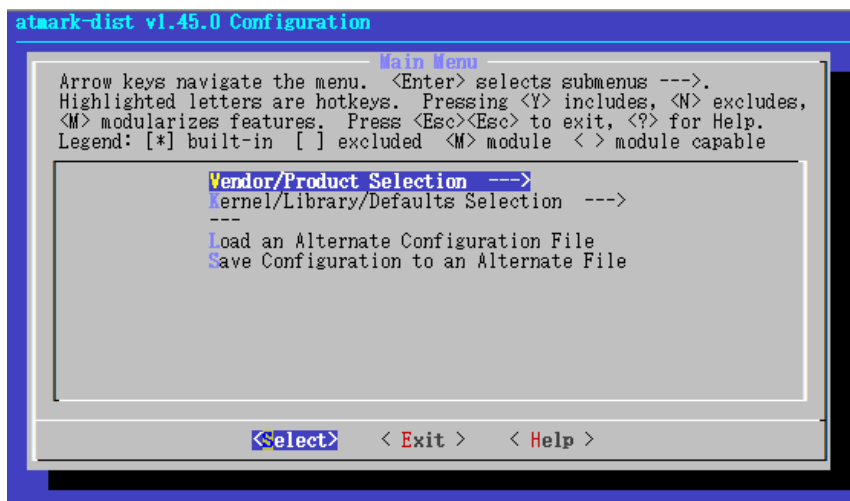 atmark-dist v1.45.0 Configuration
Main Menu
Arrow keys navigate the menu.  <Enter> selects submenus --->.
Highlighted letters are hotkeys.  Pressing <Y> includes, <N> excludes,
<M> modularizes features.  Press <Esc><Esc> to exit, <?> for Help.
Legend: [*] built-in  [ ] excluded  <M> module  < > module capable
Vendor/Product Selection  --->
Kernel/Library/Defaults Selection  --->
---
Load an Alternate Configuration File
Save Configuration to an Alternate File
<Select>    < Exit >    < Help >